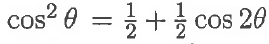 cos² θ = ½ + ½ cos 2θ